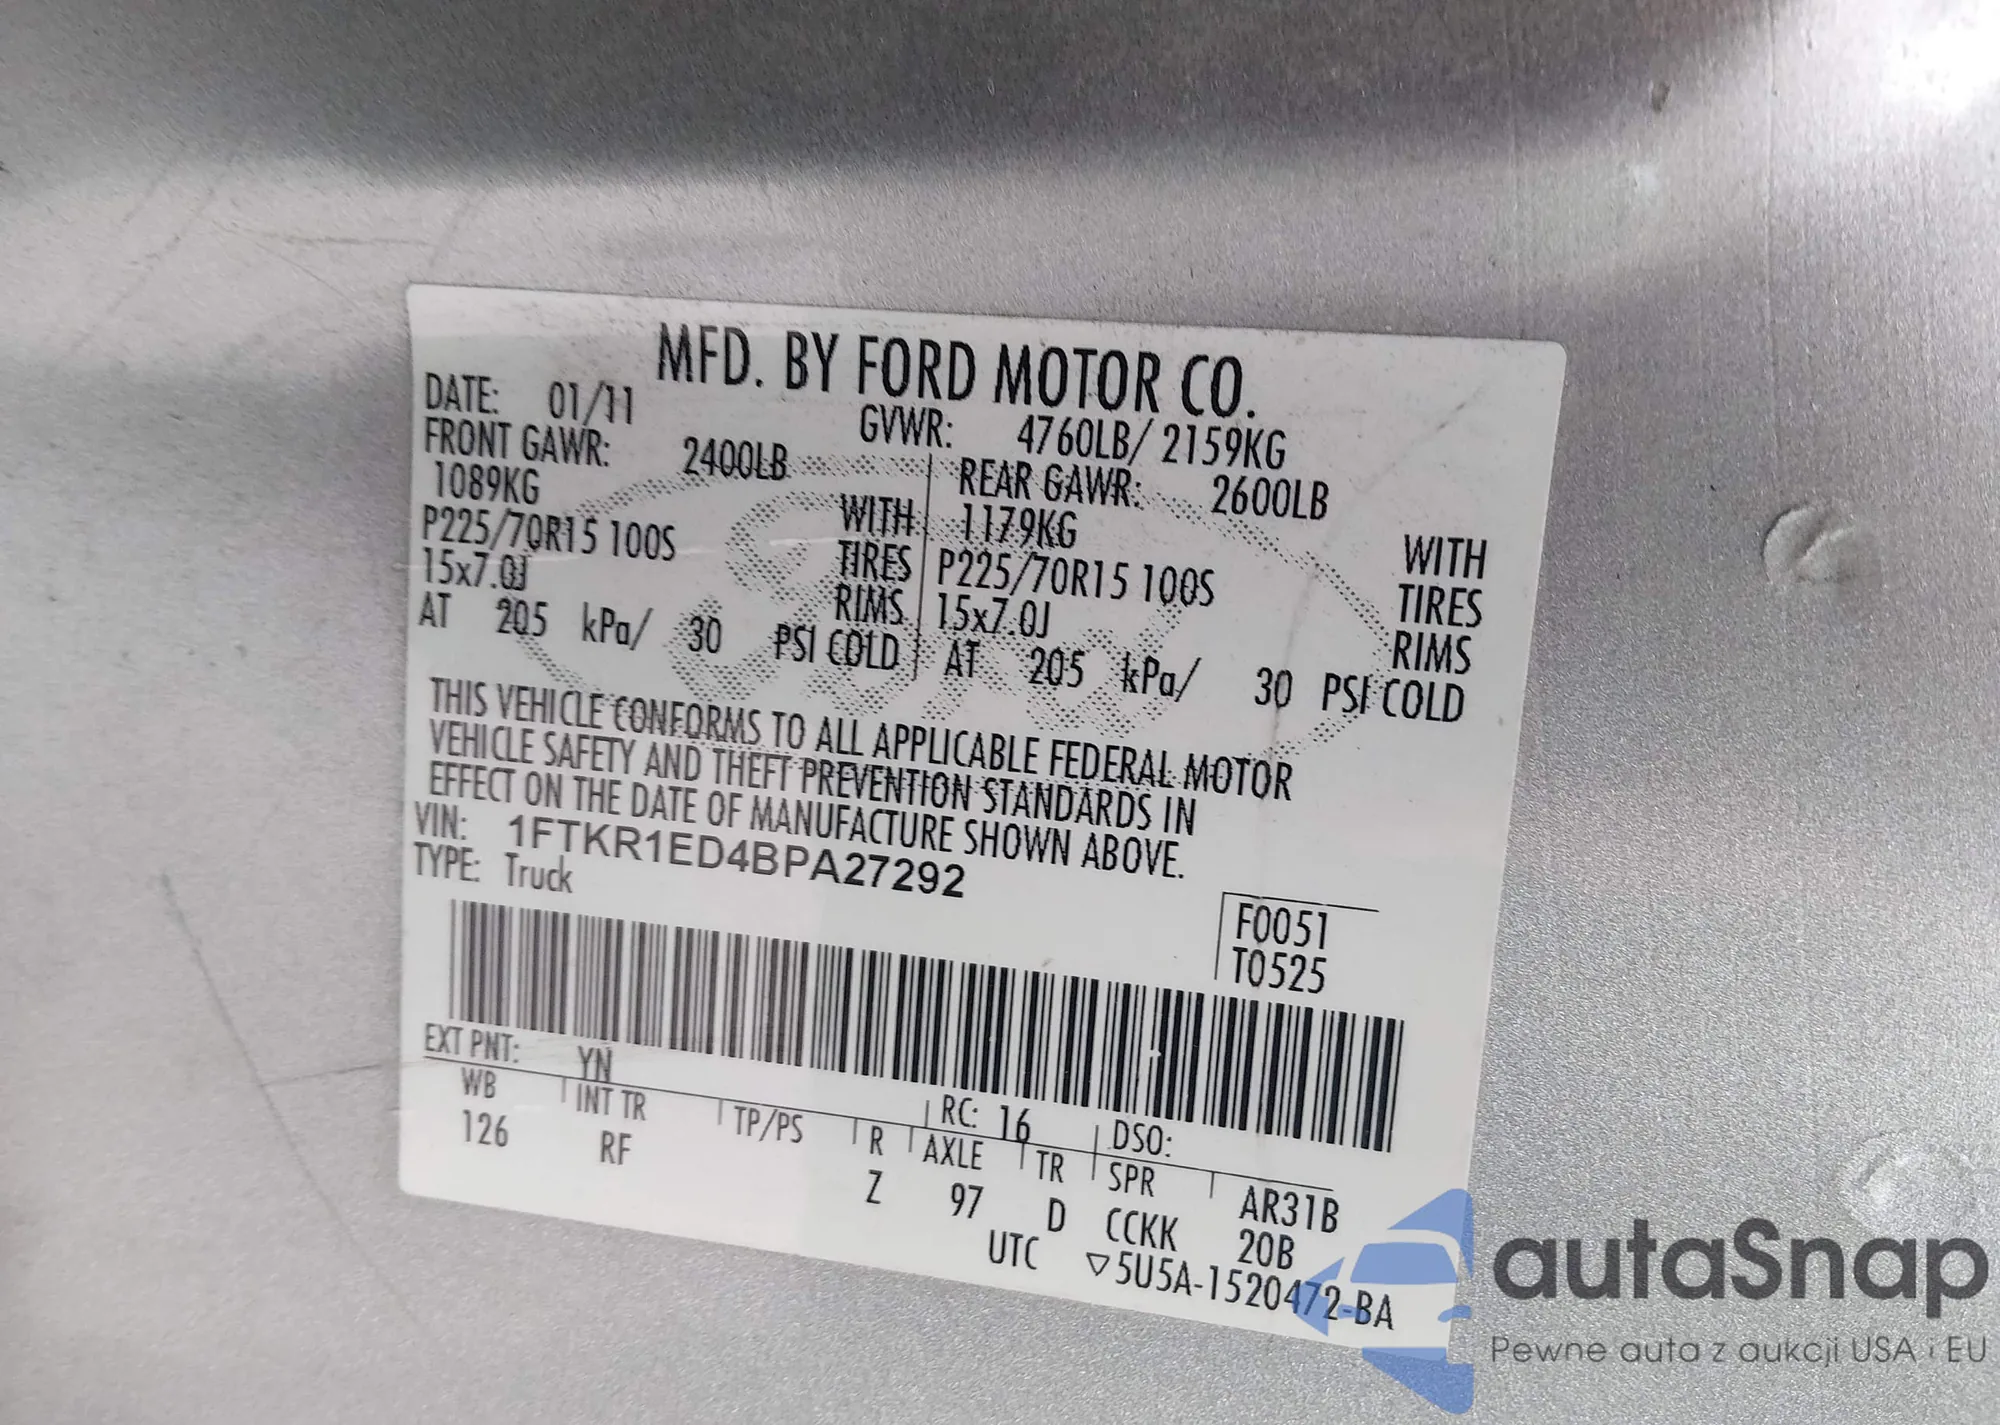 MFD. BY FORD MOTOR CO.
DATE: 01/11 GVWR: 4760LB/ 2159KG
FRONT GAWR: 2400LB REAR GAWR: 2600LB
1089KG WITH 1179KG WITH
P225/70R15 100S TIRES P225/70R15 100S TIRES
15x7.0J RIMS 15x7.0J RIMS
AT 205 kPa/ 30 PSI COLD AT 205 kPa/ 30 PSI COLD
THIS VEHICLE CONFORMS TO ALL APPLICABLE FEDERAL MOTOR
VEHICLE SAFETY AND THEFT PREVENTION STANDARDS IN
EFFECT ON THE DATE OF MANUFACTURE SHOWN ABOVE.
VIN: 1FTKR1ED4BPA27292
TYPE: Truck
F0051
T0525
EXT PNT: YN RC: 16 DSO:
WB INT TR TP/PS R AXLE TR SPR AR31B
126 RF Z 97 D CCKK 20B
UTC ▽5U5A-1520472-BA
Ford
autaSnap
Pewne auta z aukcji USA i EU